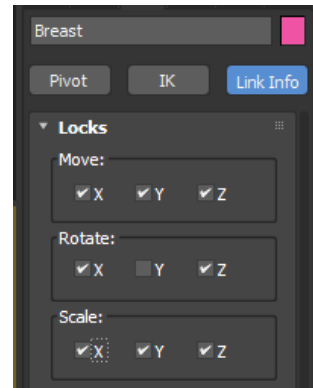 Breast
Pivot IK Link Info
Locks
Move:
X Y Z
Rotate:
X Y Z
Scale:
X Y Z